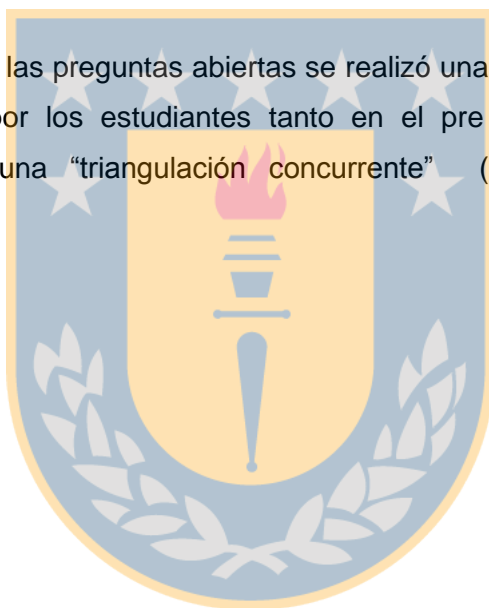 las preguntas abiertas se realizó una
por los estudiantes tanto en el pre
una “triangulación concurrente” (